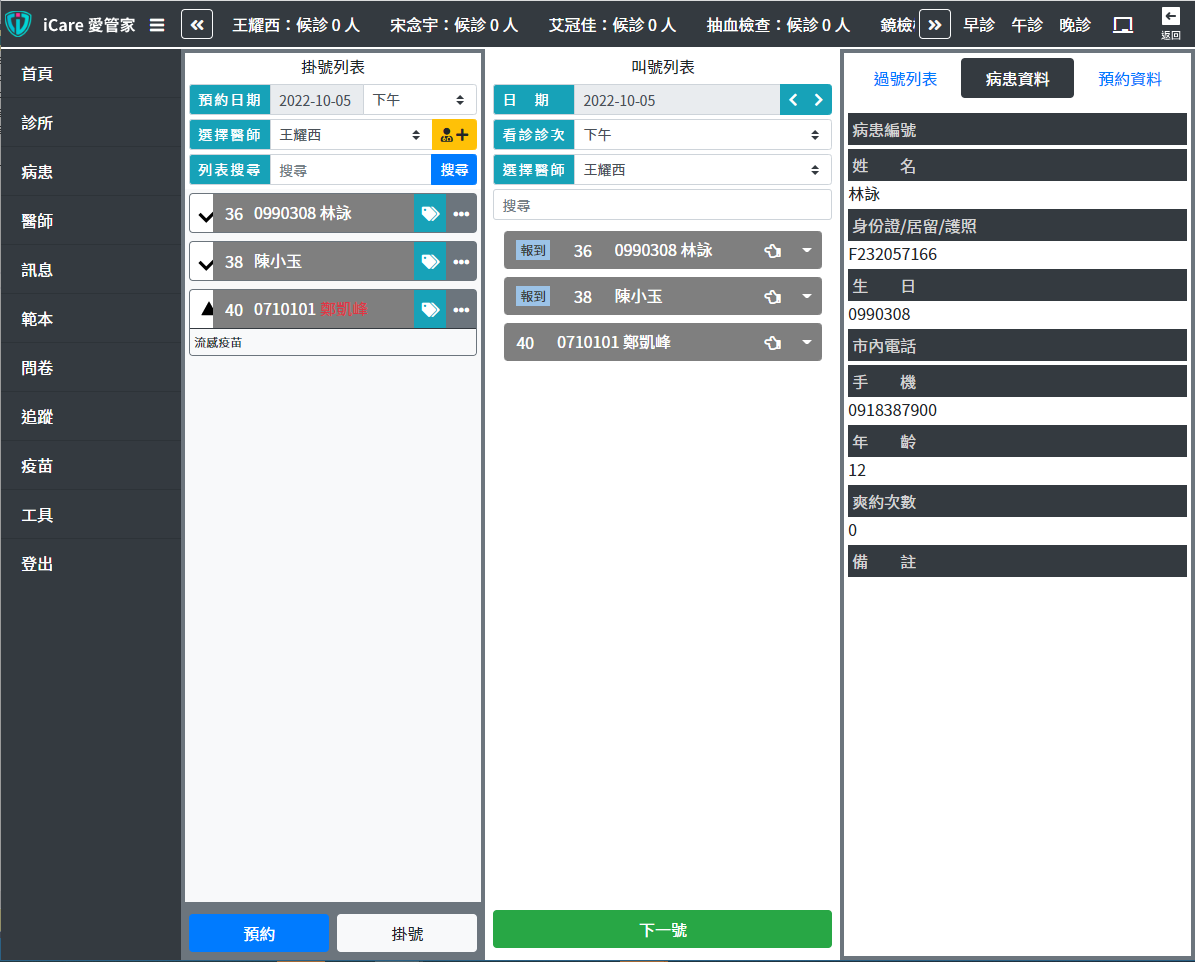 iCare 愛管家
王耀西：候診 0 人
宋念宇：候診 0 人
艾冠佳：候診 0 人
抽血檢查：候診 0 人
鏡檢
早診
午診
晚診
返回
首頁
診所
病患
醫師
訊息
範本
問卷
追蹤
疫苗
工具
登出
掛號列表
預約日期 2022-10-05 下午
選擇醫師 王耀西
列表搜尋 搜尋 搜尋
36 0990308 林詠
38 陳小玉
40 0710101 鄭凱峰
流感疫苗
預約
掛號
叫號列表
日 期 2022-10-05
看診診次 下午
選擇醫師 王耀西
搜尋
報到 36 0990308 林詠
報到 38 陳小玉
40 0710101 鄭凱峰
下一號
過號列表
病患資料
預約資料
病患編號
姓 名
林詠
身份證/居留/護照
F232057166
生 日
0990308
市內電話
手 機
0918387900
年 齡
12
爽約次數
0
備 註